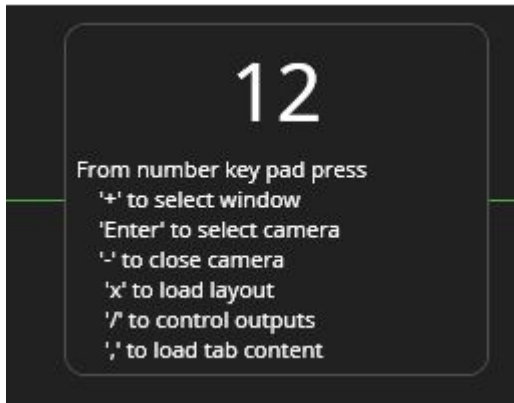 12
From number key pad press
'+' to select window
'Enter' to select camera
'-' to close camera
'x' to load layout
'/' to control outputs
',' to load tab content